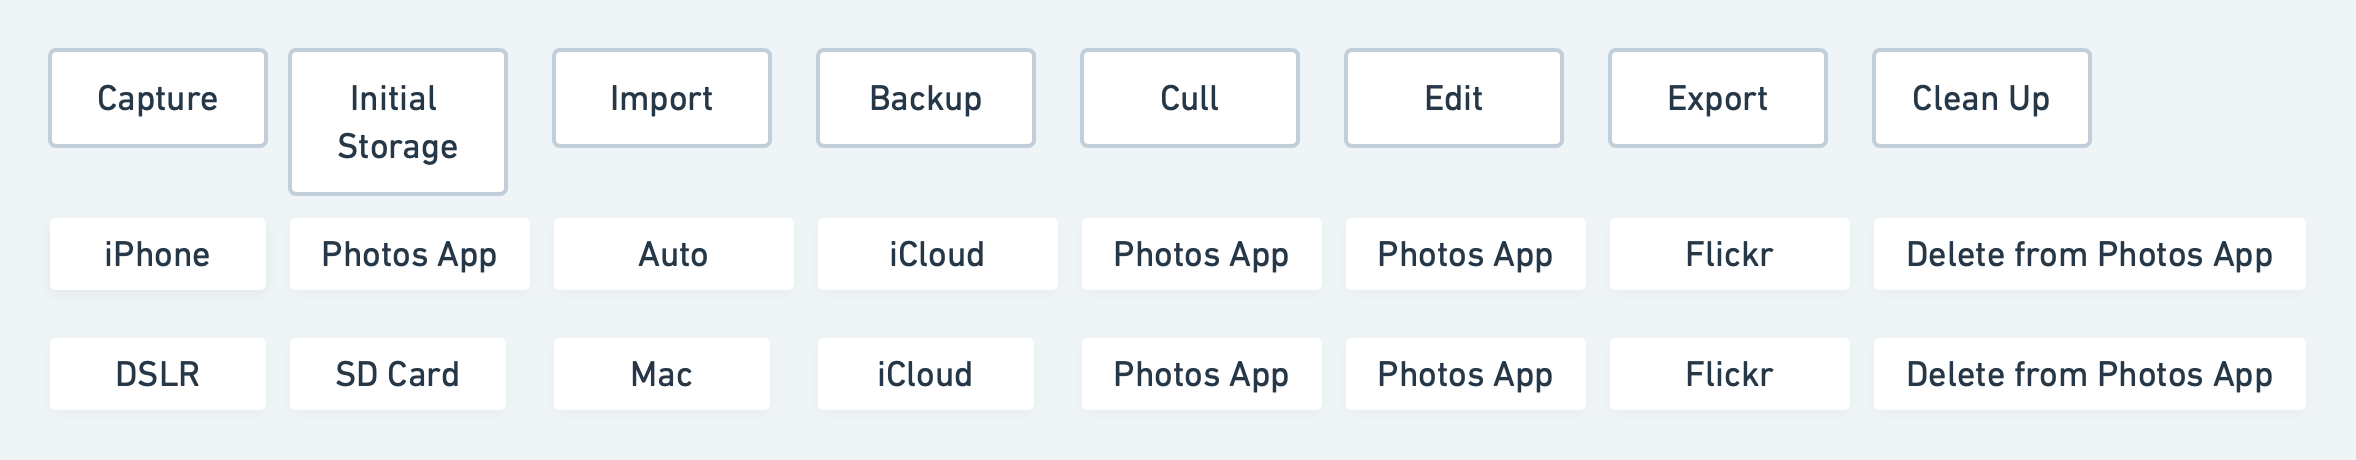 Capture
Initial
Storage
Import
Backup
Cull
Edit
Export
Clean Up
iPhone
Photos App
Auto
iCloud
Photos App
Photos App
Flickr
Delete from Photos App
DSLR
SD Card
Mac
iCloud
Photos App
Photos App
Flickr
Delete from Photos App